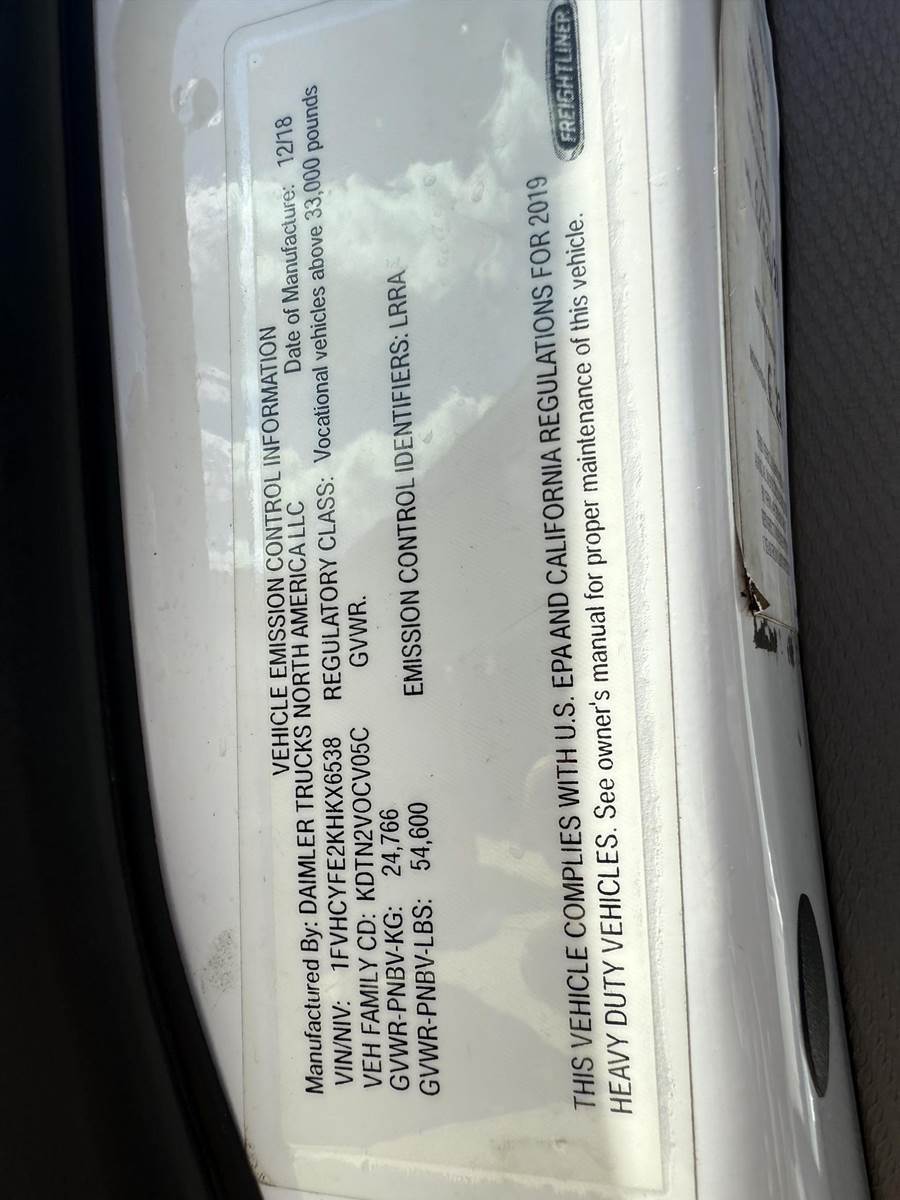 VEHICLE EMISSION CONTROL INFORMATION
Manufactured By: DAIMLER TRUCKS NORTH AMERICA LLC Date of Manufacture: 12/18
VIN/NIV: 1FVHCYFE2KHKX6538 REGULATORY CLASS: Vocational vehicles above 33,000 pounds
VEH FAMILY CD: KDTN2VOCV05C GVWR.
GVWR-PNBV-KG: 24,766
GVWR-PNBV-LBS: 54,600 EMISSION CONTROL IDENTIFIERS: LRRA
THIS VEHICLE COMPLIES WITH U.S. EPA AND CALIFORNIA REGULATIONS FOR 2019
HEAVY DUTY VEHICLES. See owner's manual for proper maintenance of this vehicle.
FREIGHTLINER